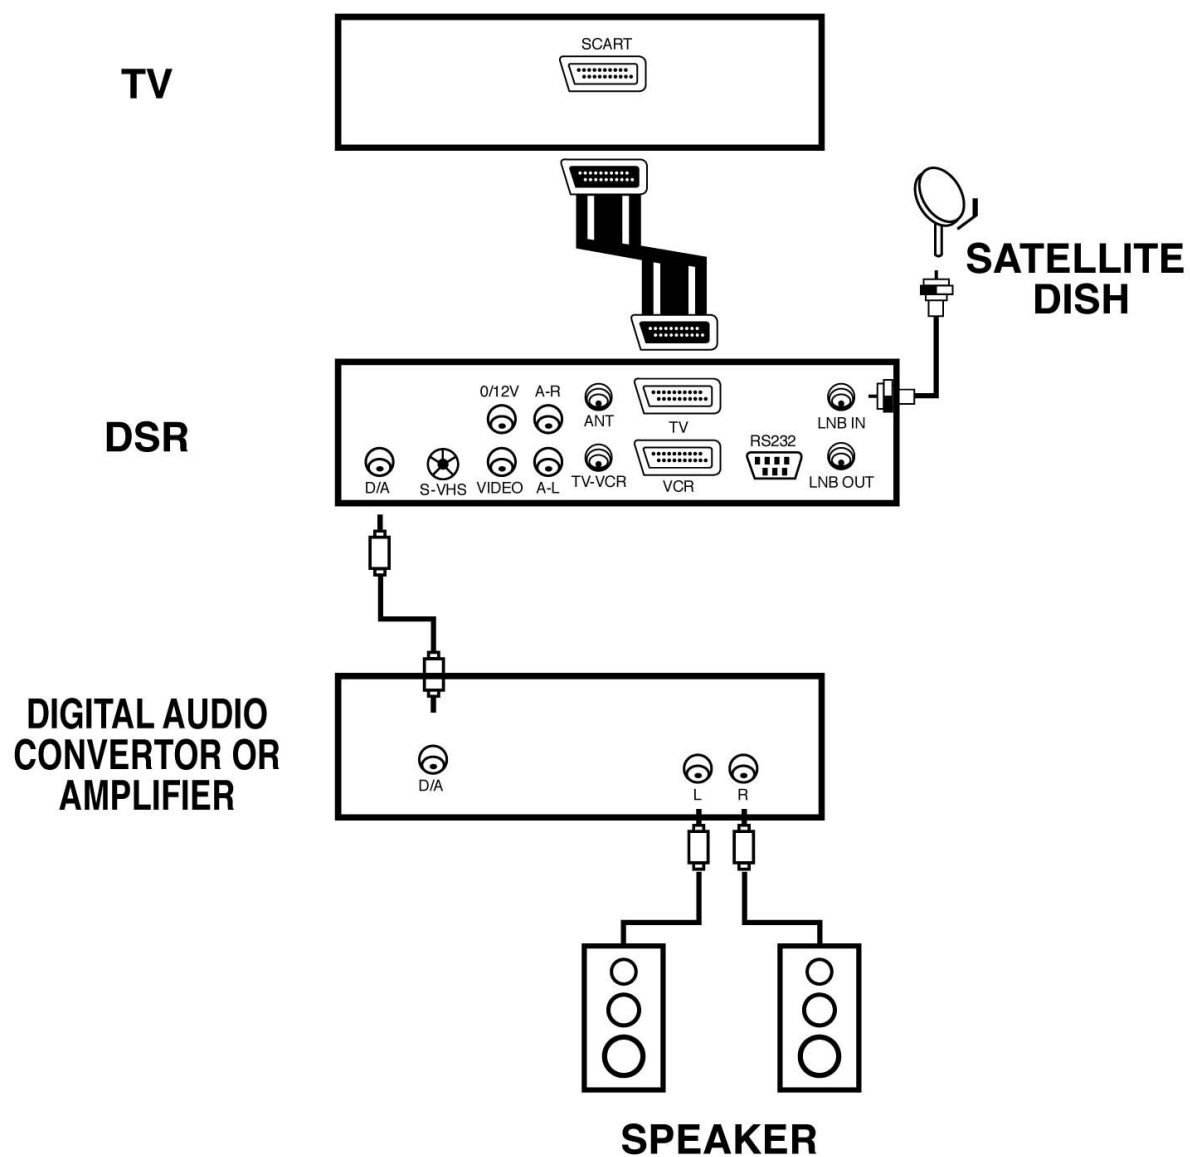 SCART
TV
SATELLITE
DISH
0/12V A-R
ANT
TV
LNB IN
DSR
RS232
D/A
S-VHS
VIDEO
A-L
TV-VCR
VCR
LNB OUT
DIGITAL AUDIO
CONVERTOR OR
AMPLIFIER
D/A
L
R
SPEAKER